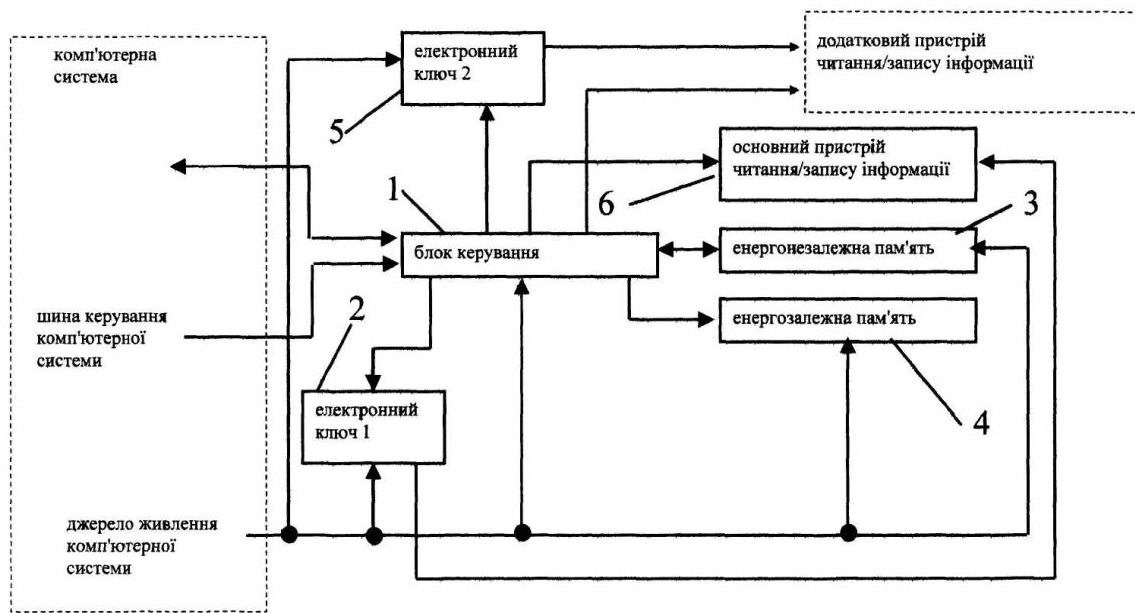 комп'ютерна
система
електронний
ключ 2
додатковий пристрій
читання/запису інформації
5
основний пристрій
читання/запису інформації
6
1
3
блок керування
енергонезалежна пам'ять
шина керування
комп'ютерної
системи
2
енергозалежна пам'ять
4
електронний
ключ 1
джерело живлення
комп'ютерної
системи